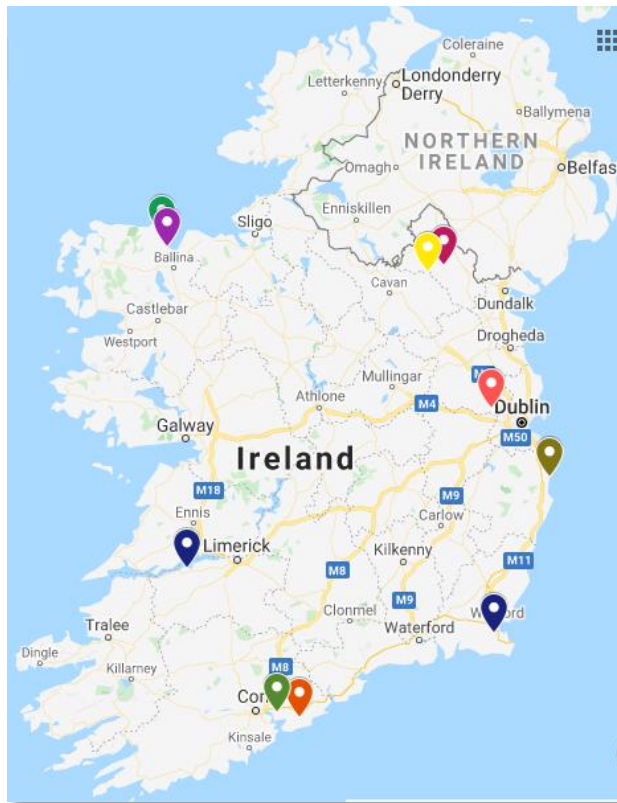 Coleraine
Letterkenny
Londonderry
Derry
Ballymena
NORTHERN
IRELAND
Omagh
Belfas
Enniskillen
Sligo
Ballina
Cavan
Dundalk
Castlebar
Westport
Drogheda
Mullingar
Athlone
M4
Dublin
Galway
M50
Ireland
M18
M9
Ennis
Carlow
Limerick
Kilkenny
M11
M8
M9
Clonmel
Tralee
Waterford
Dingle
Killarney
M8
Kinsale